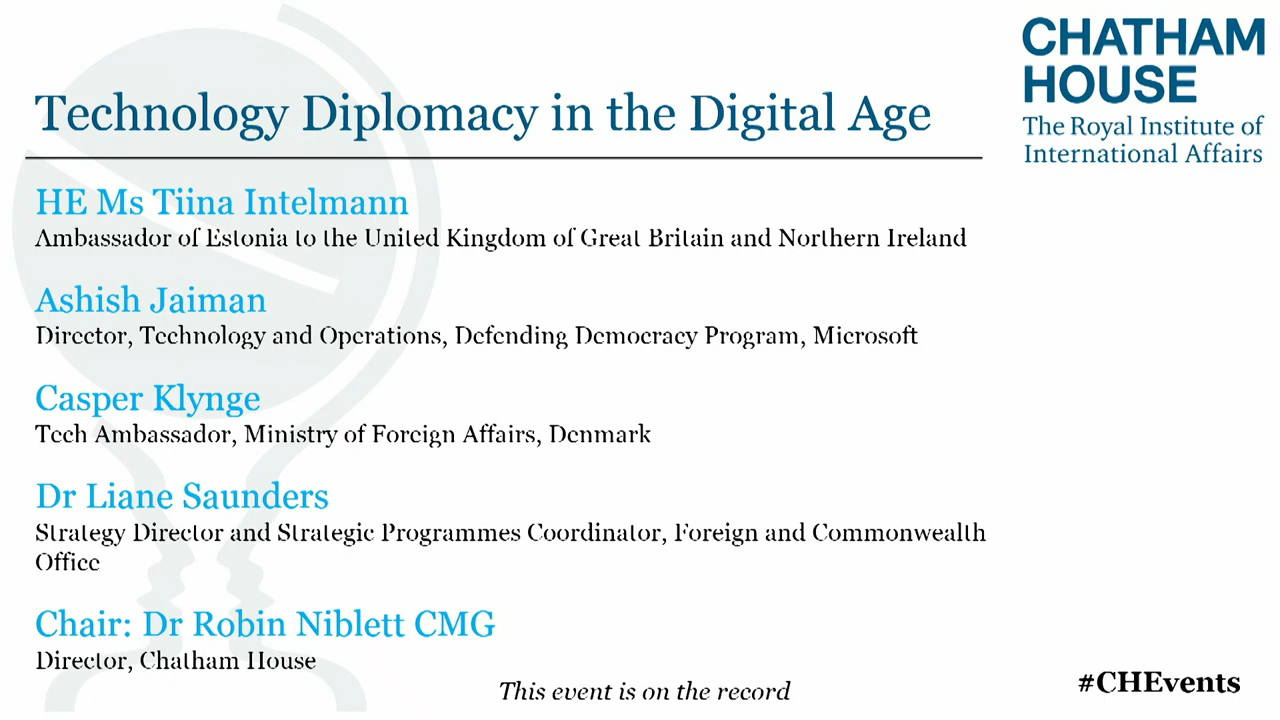 CHATHAM
HOUSE
The Royal Institute of
International Affairs
Technology Diplomacy in the Digital Age
HE Ms Tiina Intelmann
Ambassador of Estonia to the United Kingdom of Great Britain and Northern Ireland
Ashish Jaiman
Director, Technology and Operations, Defending Democracy Program, Microsoft
Casper Klynge
Tech Ambassador, Ministry of Foreign Affairs, Denmark
Dr Liane Saunders
Strategy Director and Strategic Programmes Coordinator, Foreign and Commonwealth
Office
Chair: Dr Robin Niblett CMG
Director, Chatham House
This event is on the record
#CHEvents